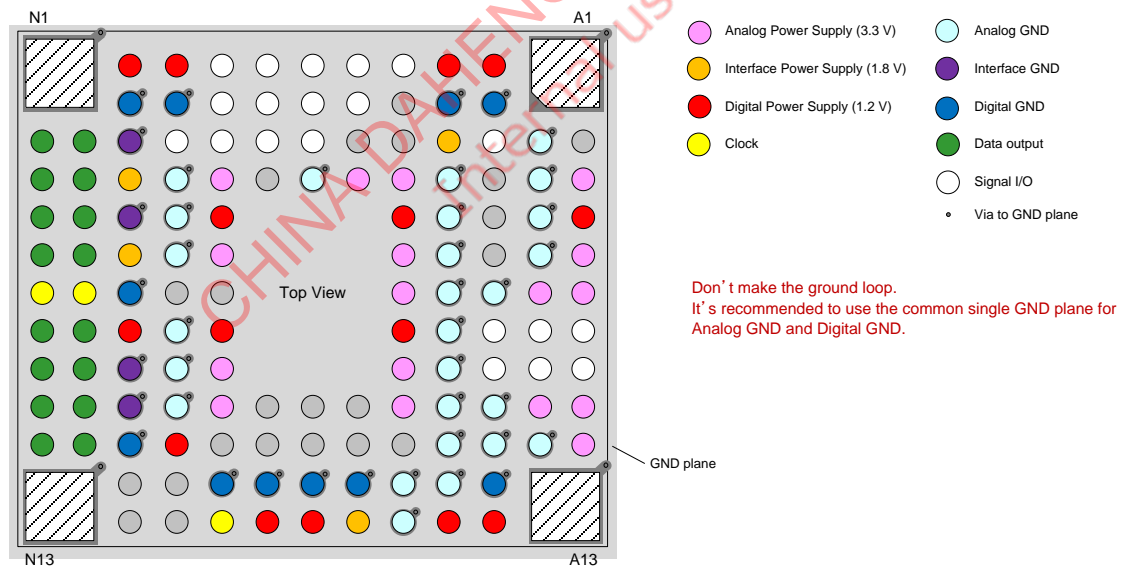 N1
A1
Analog Power Supply (3.3 V)
Analog GND
Interface Power Supply (1.8 V)
Interface GND
Digital Power Supply (1.2 V)
Digital GND
Clock
Data output
Signal I/O
Via to GND plane
Top View
Don’t make the ground loop.
It’s recommended to use the common single GND plane for
Analog GND and Digital GND.
GND plane
N13
A13
CHINA DAHENG